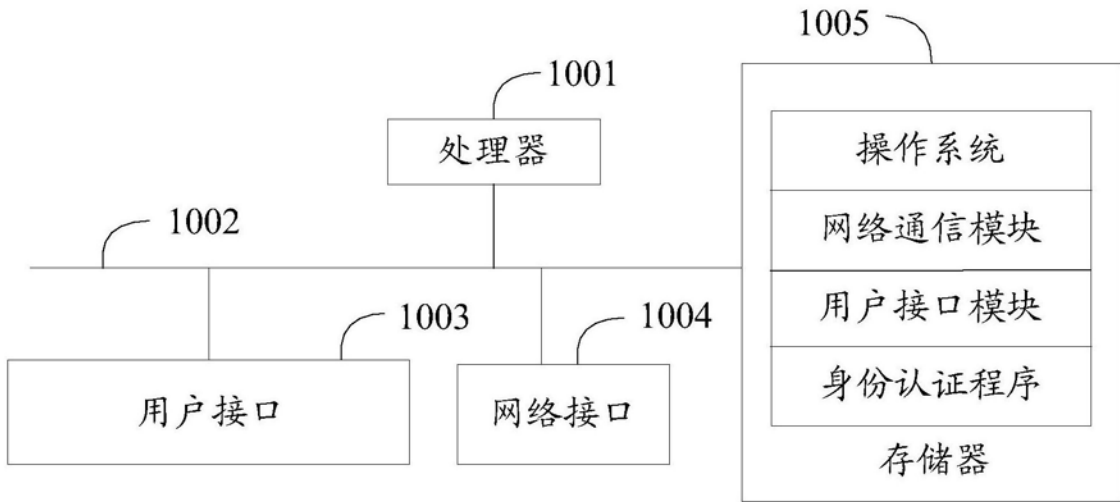 1005
1001
处理器
操作系统
1002
网络通信模块
1003
1004
用户接口模块
用户接口
网络接口
身份认证程序
存储器